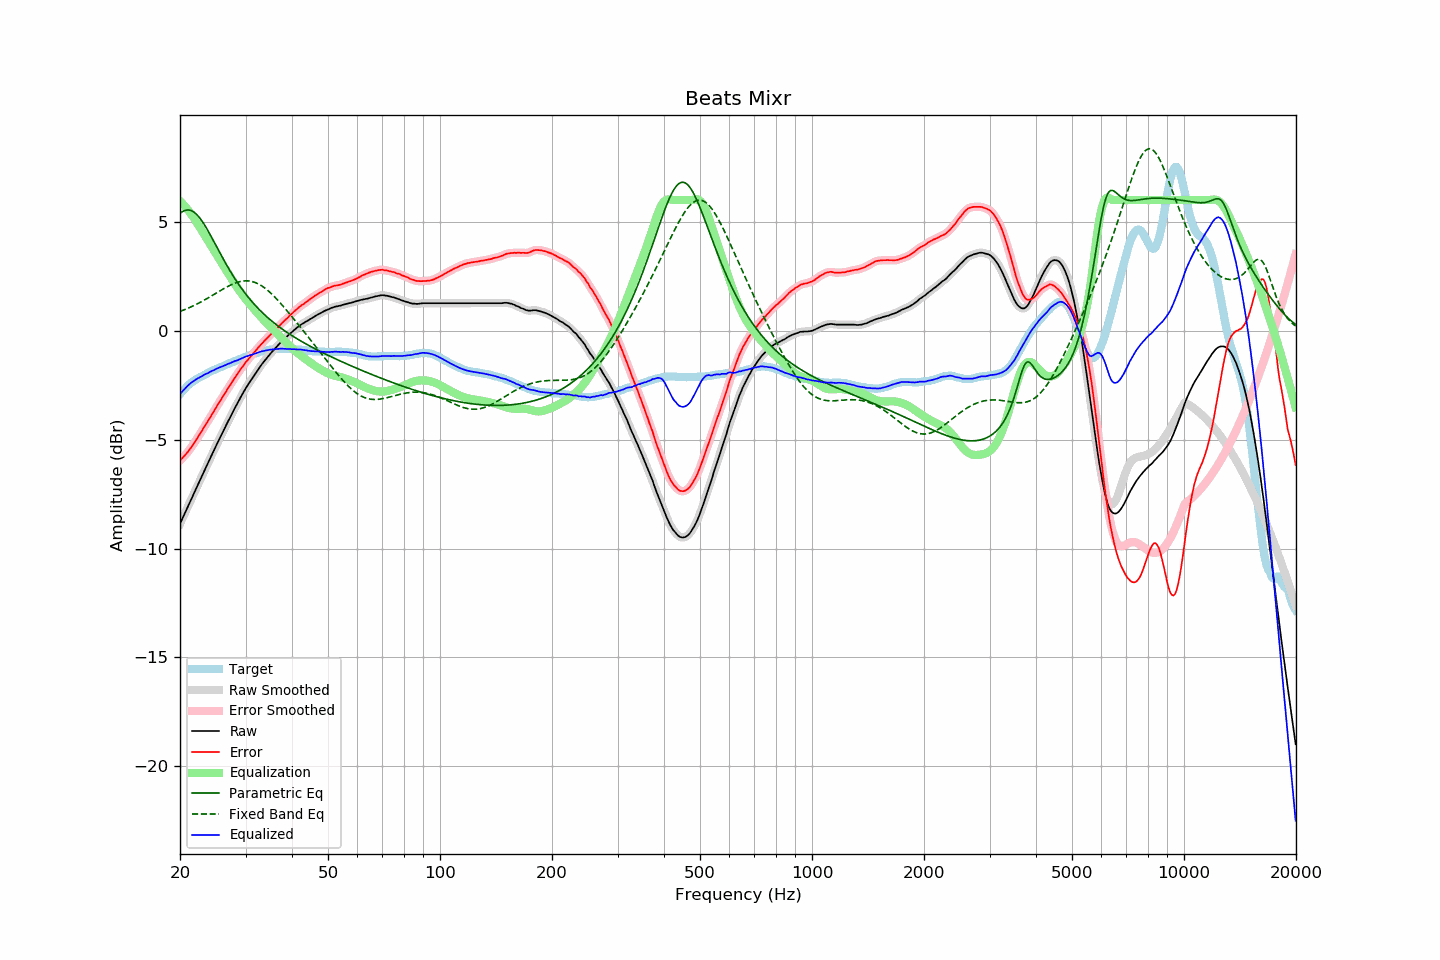 Beats Mixr
Amplitude (dBr)
5
0
−5
−10
−15
−20
Target
Raw Smoothed
Error Smoothed
Raw
Error
Equalization
Parametric Eq
Fixed Band Eq
Equalized
20 50 100 200 500 1000 2000 5000 10000 20000
Frequency (Hz)